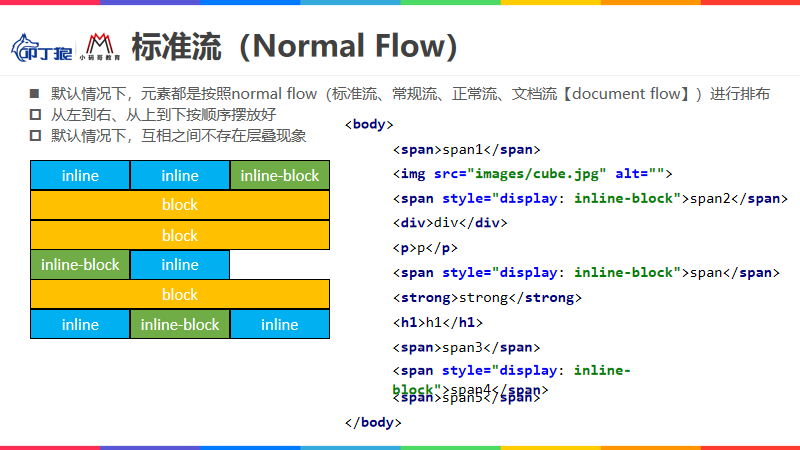 叩丁狼
小码哥教育
标准流（Normal Flow）
默认情况下，元素都是按照normal flow（标准流、常规流、正常流、文档流【document flow】）进行排布
从左到右、从上到下按顺序摆放好
默认情况下，互相之间不存在层叠现象
inline inline inline-block
block
block
inline-block inline
block
inline inline-block inline
<body>
<span>span1</span>
<img src="images/cube.jpg" alt="">
<span style="display: inline-block">span2</span>
<div>div</div>
<p>p</p>
<span style="display: inline-block">span</span>
<strong>strong</strong>
<h1>h1</h1>
<span>span3</span>
<span style="display: inline-
block">span4</span>
<span>span5</span>
</body>